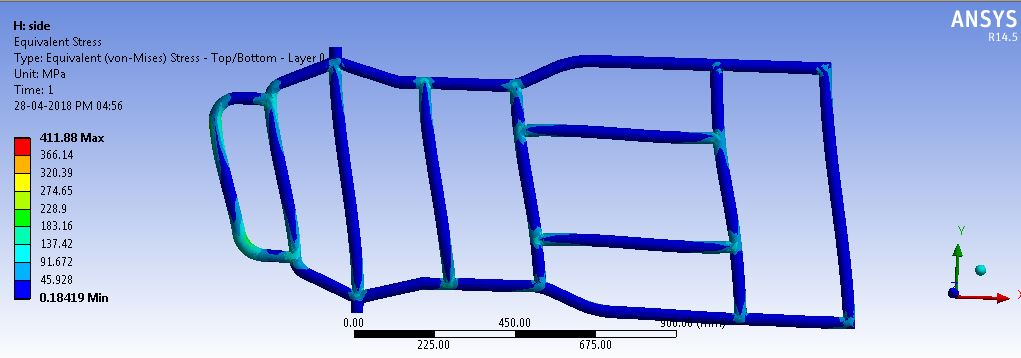 H: side
Equivalent Stress
Type: Equivalent (von-Mises) Stress - Top/Bottom - Layer 0
Unit: MPa
Time: 1
28-04-2018 PM 04:56
ANSYS
R14.5
411.88 Max
366.14
320.39
274.65
228.9
183.16
137.42
91.672
45.928
0.18419 Min
Y
X
0.00 450.00 900.00 (mm)
225.00 675.00